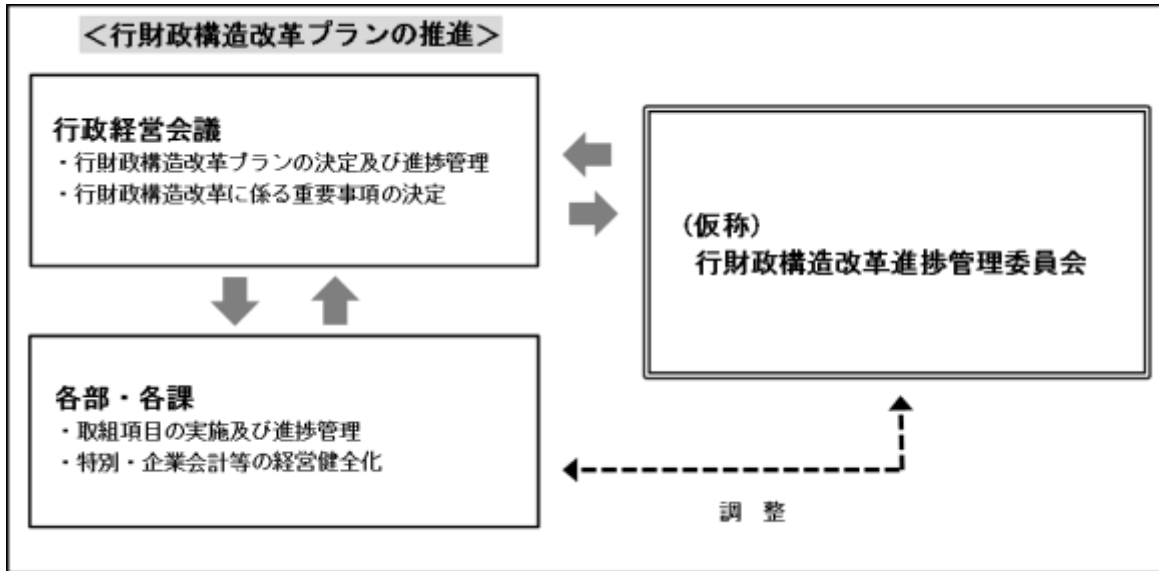 ＜行財政構造改革プランの推進＞
行政経営会議
・行財政構造改革プランの決定及び進捗管理
・行財政構造改革に係る重要事項の決定
（仮称）
行財政構造改革進捗管理委員会
各部・各課
・取組項目の実施及び進捗管理
・特別・企業会計等の経営健全化
調　整